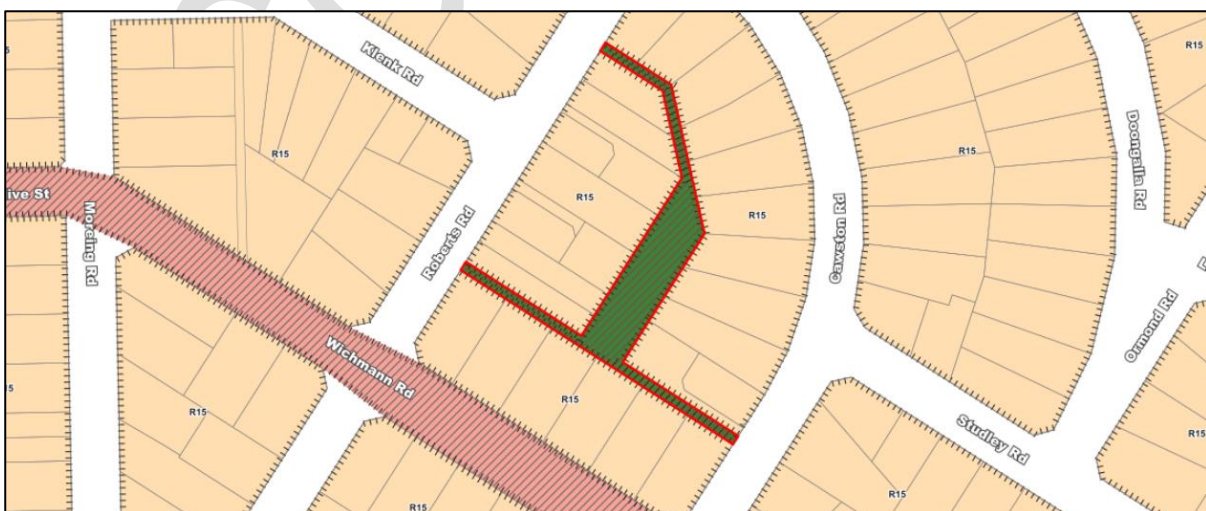 Klenk Rd
R15
R15
R15
ive St
Moreing Rd
Roberts Rd
R15
R15
Cawston Rd
Doongalla Rd
Ormond Rd
Wichmann Rd
R15
R15
Studley Rd
R15
R15
R15